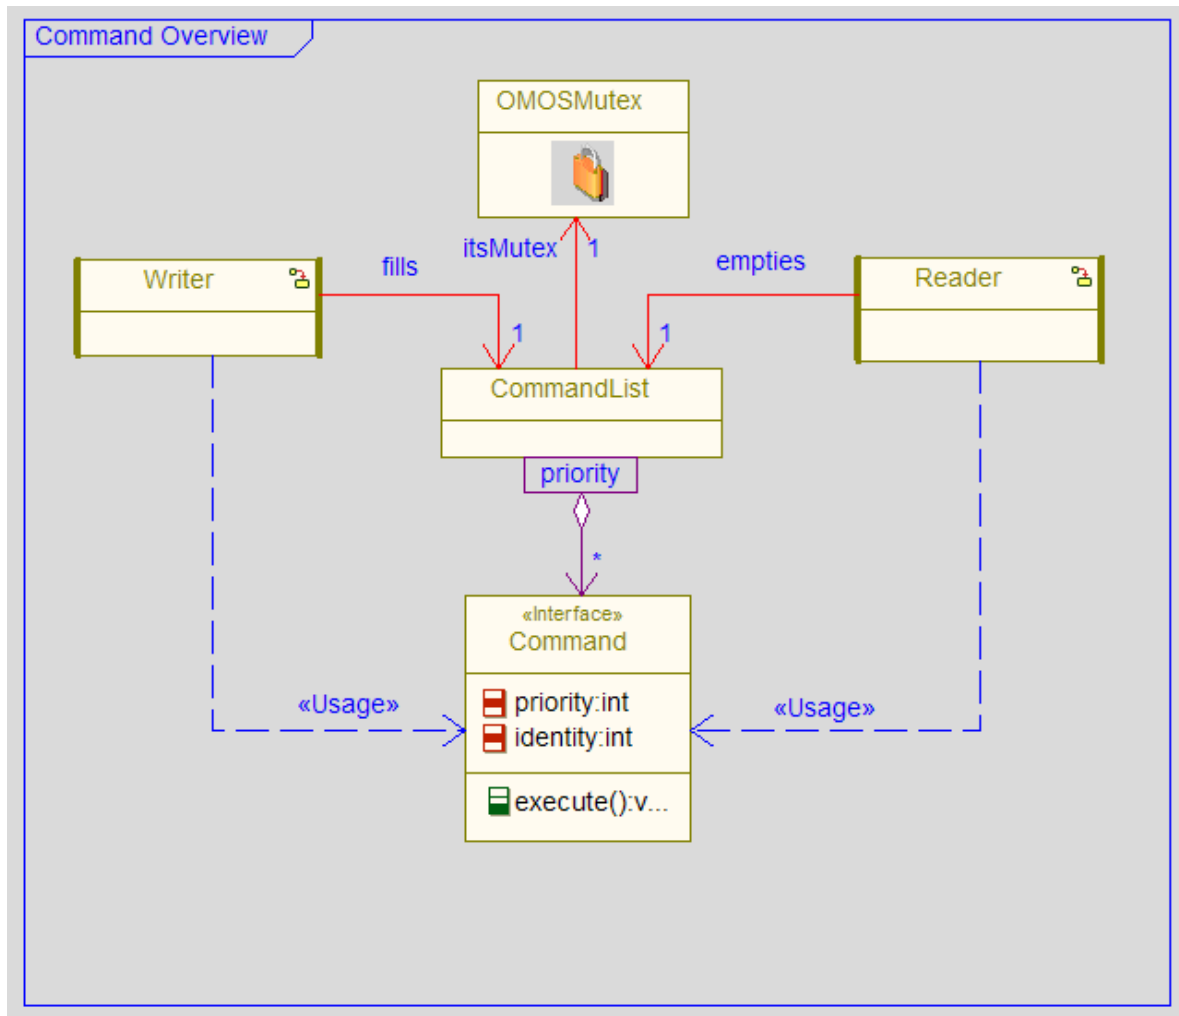 Command Overview
OMOSMutex
itsMutex
1
fills
empties
Writer
Reader
1
1
CommandList
priority
*
«Interface»
Command
priority:int
identity:int
execute():v...
«Usage»
«Usage»